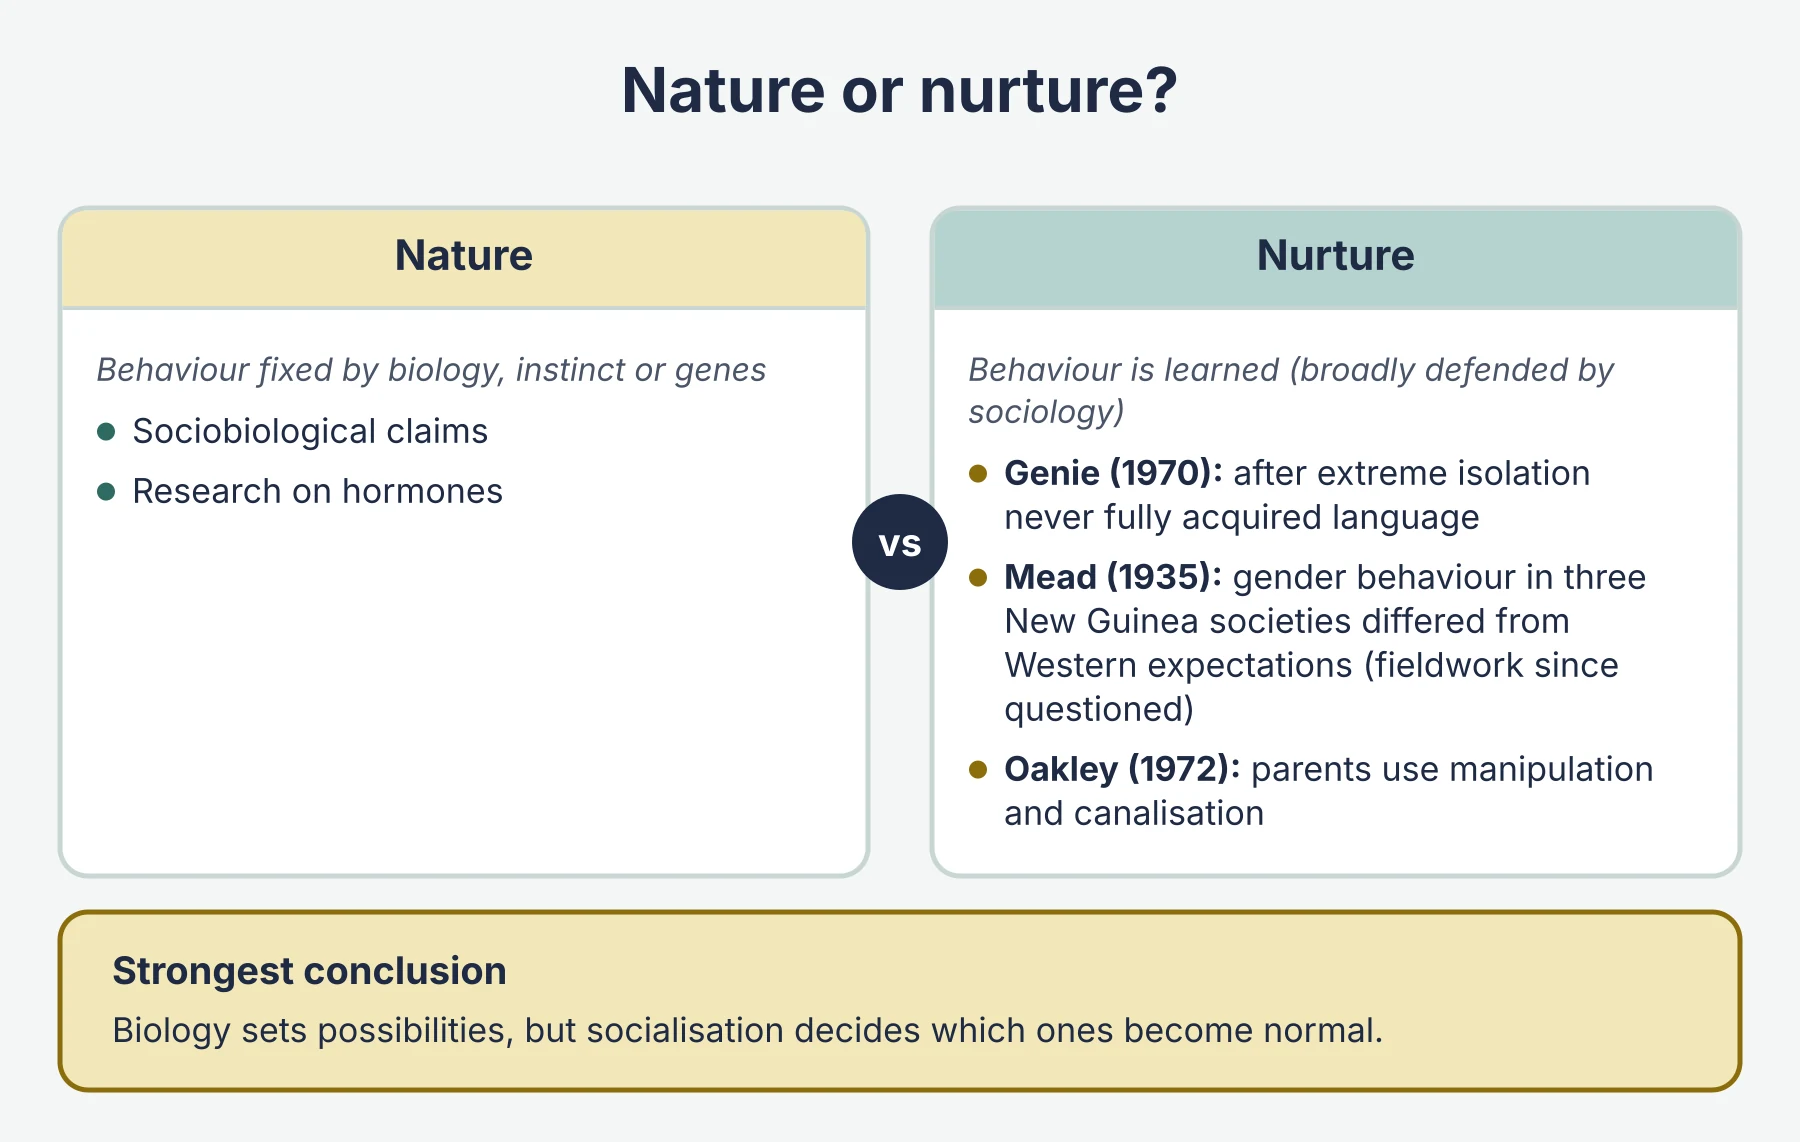 Nature or nurture?
Nature
Behaviour fixed by biology, instinct or genes
Sociobiological claims
Research on hormones
vs
Nurture
Behaviour is learned (broadly defended by
sociology)
Genie (1970): after extreme isolation
never fully acquired language
Mead (1935): gender behaviour in three
New Guinea societies differed from
Western expectations (fieldwork since
questioned)
Oakley (1972): parents use manipulation
and canalisation
Strongest conclusion
Biology sets possibilities, but socialisation decides which ones become normal.